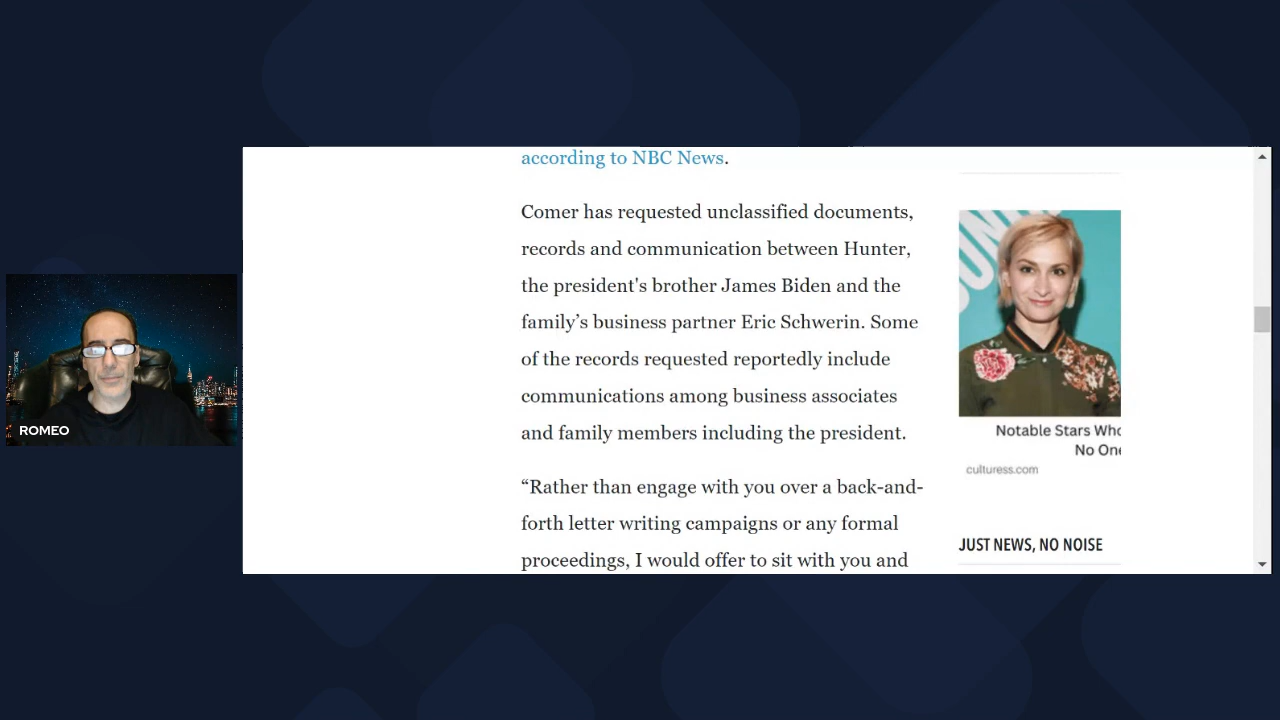 according to NBC News.
Comer has requested unclassified documents,
records and communication between Hunter,
the president's brother James Biden and the
family’s business partner Eric Schwerin. Some
of the records requested reportedly include
communications among business associates
and family members including the president.
“Rather than engage with you over a back-and-
forth letter writing campaigns or any formal
proceedings, I would offer to sit with you and
Notable Stars Who
No One
culturess.com
JUST NEWS, NO NOISE
ROMEO